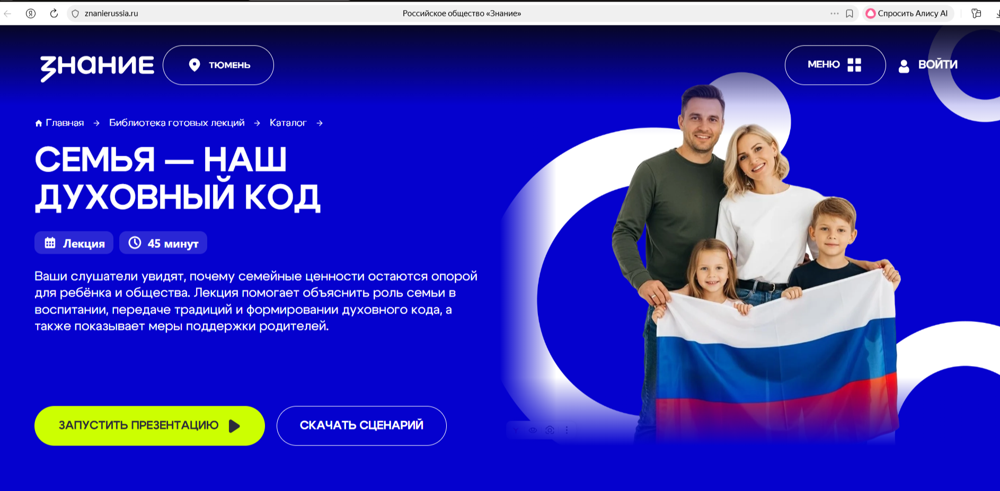 znanierussia.ru
Российское общество «Знание»
Спросить Алису AI
Знание
ТЮМЕНЬ
МЕНЮ
ВОЙТИ
Главная → Библиотека готовых лекций → Каталог →
СЕМЬЯ — НАШ
ДУХОВНЫЙ КОД
Лекция
45 минут
Ваши слушатели увидят, почему семейные ценности остаются опорой
для ребёнка и общества. Лекция помогает объяснить роль семьи в
воспитании, передаче традиций и формировании духовного кода, а
также показывает меры поддержки родителей.
ЗАПУСТИТЬ ПРЕЗЕНТАЦИЮ
СКАЧАТЬ СЦЕНАРИЙ